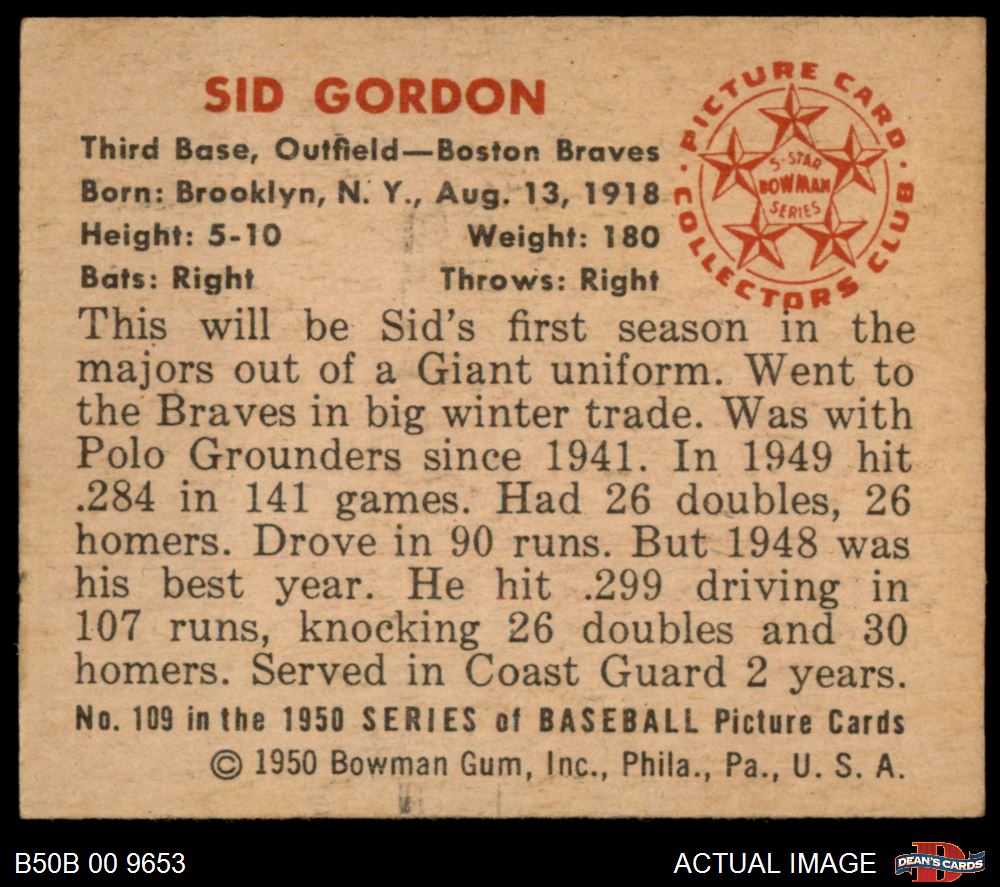 SID GORDON
Third Base, Outfield—Boston Braves
Born: Brooklyn, N. Y., Aug. 13, 1918
Height: 5-10 Weight: 180
Bats: Right Throws: Right
PICTURE CARD
COLLECTORS CLUB
5-STAR
BOWMAN
SERIES
This will be Sid's first season in the
majors out of a Giant uniform. Went to
the Braves in big winter trade. Was with
Polo Grounders since 1941. In 1949 hit
.284 in 141 games. Had 26 doubles, 26
homers. Drove in 90 runs. But 1948 was
his best year. He hit .299 driving in
107 runs, knocking 26 doubles and 30
homers. Served in Coast Guard 2 years.
No. 109 in the 1950 SERIES of BASEBALL Picture Cards
© 1950 Bowman Gum, Inc., Phila., Pa., U. S. A.
B50B 00 9653 ACTUAL IMAGE
D
DEAN'S CARDS